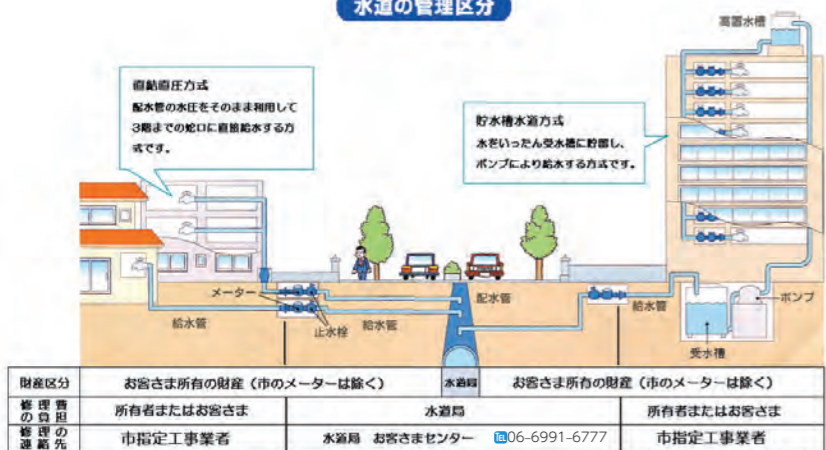 水道の管理区分
高置水槽
直結直圧方式
配水管の水圧をそのまま利用して
3階までの蛇口に直接給水する方
式です。
貯水槽水道方式
水をいったん受水槽に貯留し、
ポンプにより給水する方式です。
メーター
給水管
止水栓
給水管
配水管
給水管
ポンプ
受水槽
財産区分 お客さま所有の財産（市のメーターは除く） 水道局 お客さま所有の財産（市のメーターは除く）
修理費の負担 所有者またはお客さま 水道局 所有者またはお客さま
修理の連絡先 市指定工事業者 水道局 お客さまセンター TEL06-6991-6777 市指定工事業者